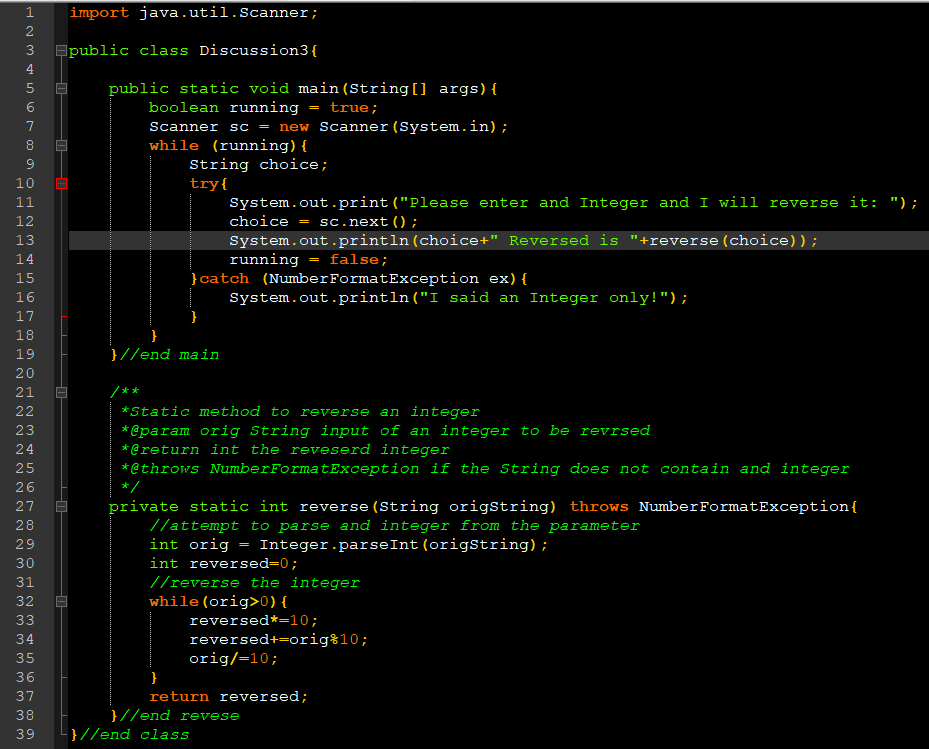 1 import java.util.Scanner;
2
3 public class Discussion3{
4
5     public static void main(String[] args){
6         boolean running = true;
7         Scanner sc = new Scanner(System.in);
8         while (running){
9             String choice;
10             try{
11                 System.out.print("Please enter and Integer and I will reverse it: ");
12                 choice = sc.next();
13                 System.out.println(choice+" Reversed is "+reverse(choice));
14                 running = false;
15             }catch (NumberFormatException ex){
16                 System.out.println("I said an Integer only!");
17             }
18         }
19     }//end main
20
21     /**
22      *Static method to reverse an integer
23      *@param orig String input of an integer to be revrsed
24      *@return int the reveserd integer
25      *@throws NumberFormatException if the String does not contain and integer
26      */
27     private static int reverse(String origString) throws NumberFormatException{
28         //attempt to parse and integer from the parameter
29         int orig = Integer.parseInt(origString);
30         int reversed=0;
31         //reverse the integer
32         while(orig>0){
33             reversed*=10;
34             reversed+=orig%10;
35             orig/=10;
36         }
37         return reversed;
38     }//end revese
39 }//end class